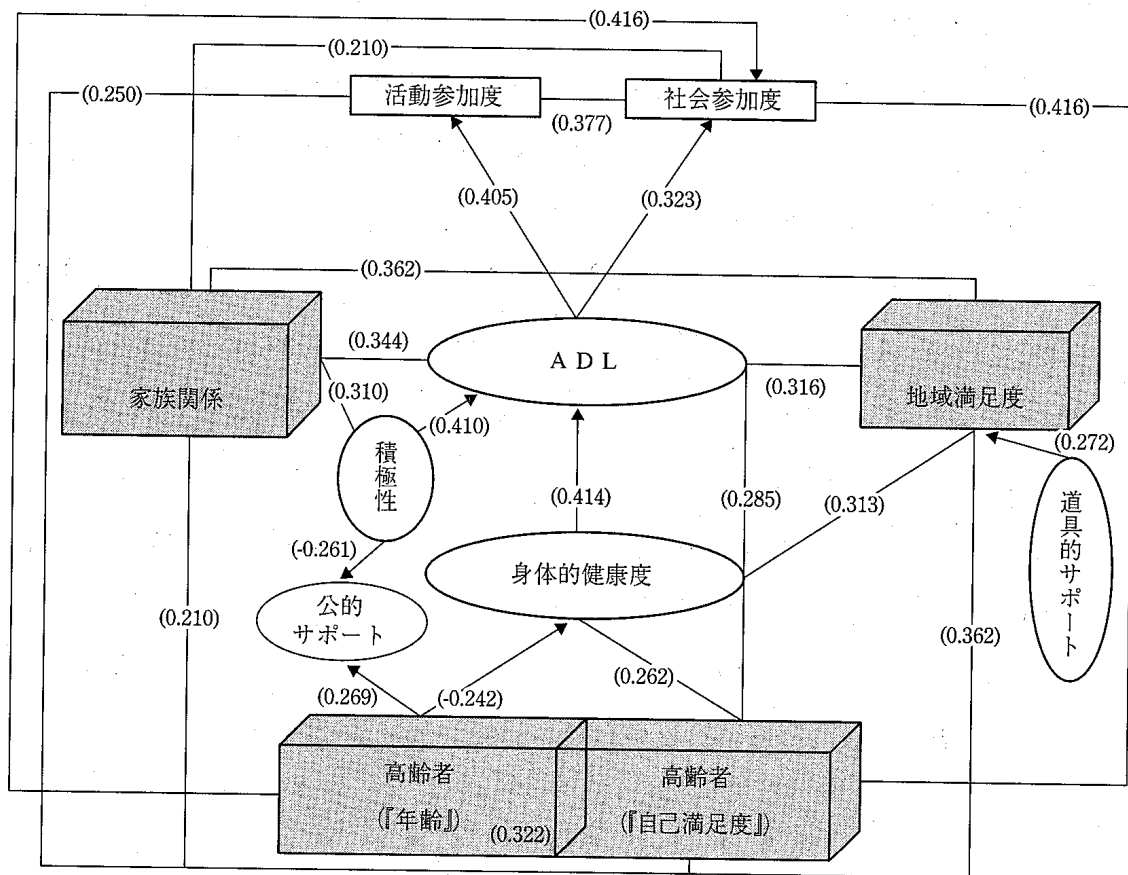 (0.416)
(0.210)
(0.250)
活動参加度
社会参加度
(0.416)
(0.377)
(0.405)
(0.323)
(0.362)
家族関係
(0.344)
ADL
(0.316)
地域満足度
(0.310)
(0.410)
(0.272)
積極性
(0.414)
(0.285)
(0.313)
道具的サポート
(-0.261)
身体的健康度
公的
サポート
(0.210)
(0.362)
(0.269)
(-0.242)
(0.262)
高齢者
(『年齢』)
(0.322)
高齢者
(『自己満足度』)